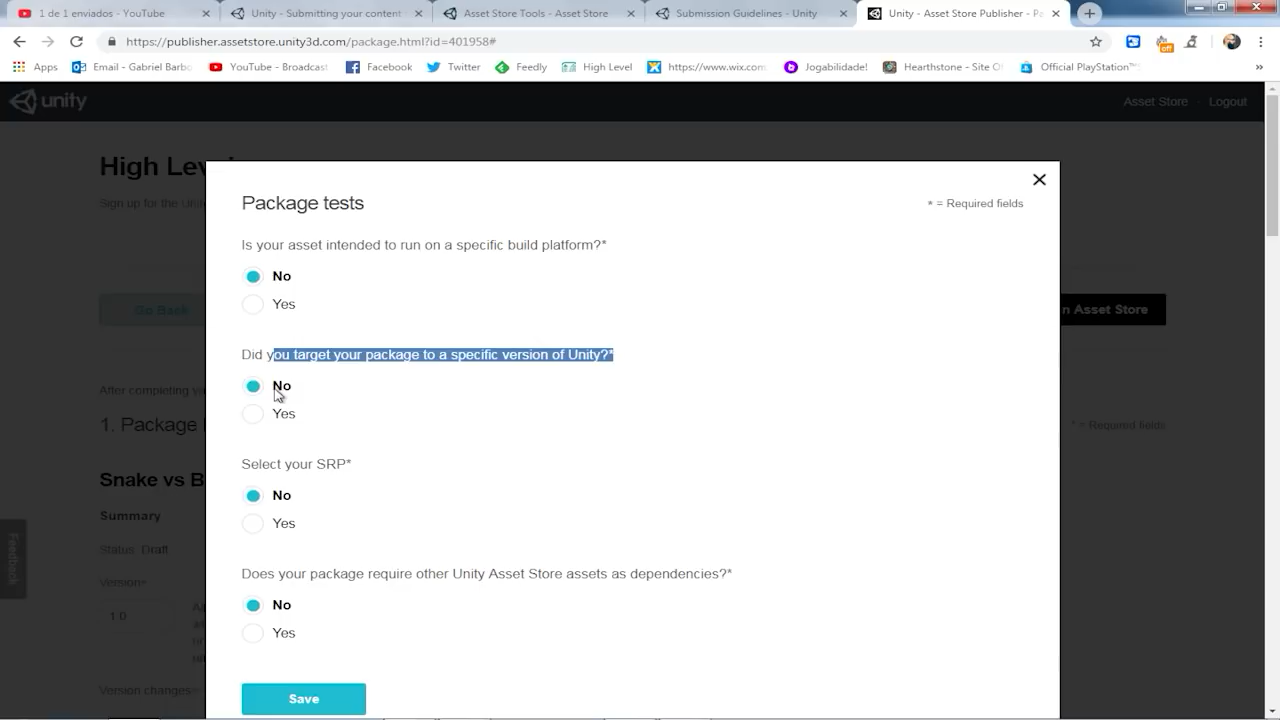 1 de 1 enviados - YouTube
Unity - Submitting your content
Asset Store Tools - Asset Store
Submission Guidelines - Unity
Unity - Asset Store Publisher - Pa
https://publisher.assetstore.unity3d.com/package.html?id=401958#
off
Apps
Email - Gabriel Barbo
YouTube - Broadcast
Facebook
Twitter
Feedly
High Level
https://www.wix.com
Jogabilidade!
Hearthstone - Site O
Official PlayStation™
»
unity
Asset Store · Logout
High Leve
Sign up for the Unit
Package tests
* = Required fields
Is your asset intended to run on a specific build platform?*
No
Yes
Go Back
n Asset Store
Did you target your package to a specific version of Unity?*
No
Yes
After completing yo
1. Package
* = Required fields
Select your SRP*
Snake vs B
No
Summary
Yes
Status: Draft
Feedback
Does your package require other Unity Asset Store assets as dependencies?*
Version*
No
1.0
Yes
Version changes*
Save